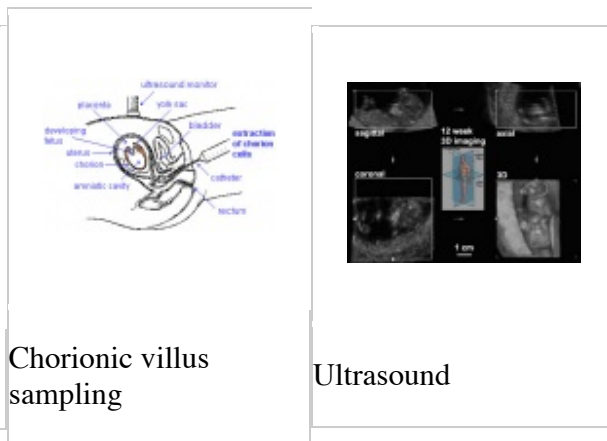 ultrasound monitor
placenta
yolk sac
bladder
developing
fetus
extraction
of chorion
cells
uterus
chorion
catheter
amniotic cavity
rectum
sagittal
12 week
3D imaging
axial
coronal
3D
1 cm
Chorionic villus
sampling
Ultrasound